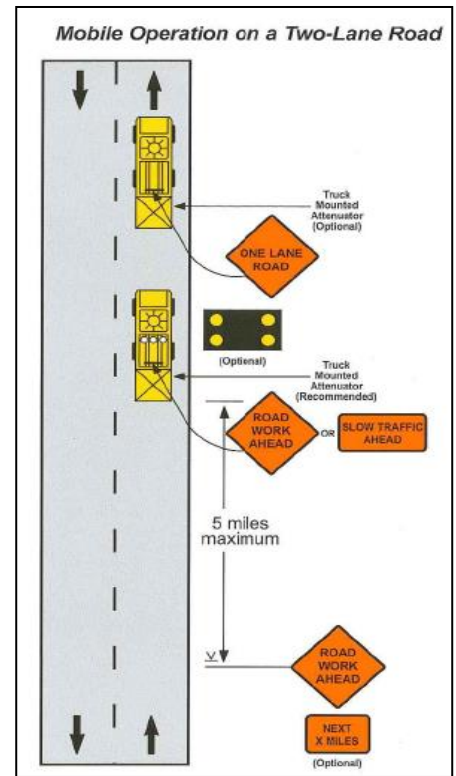 Mobile Operation on a Two-Lane Road
Truck
Mounted
Attenuator
(Optional)
ONE LANE
ROAD
(Optional)
Truck
Mounted
Attenuator
(Recommended)
ROAD
WORK
AHEAD
OR
SLOW TRAFFIC
AHEAD
5 miles
maximum
ROAD
WORK
AHEAD
NEXT
X MILES
(Optional)